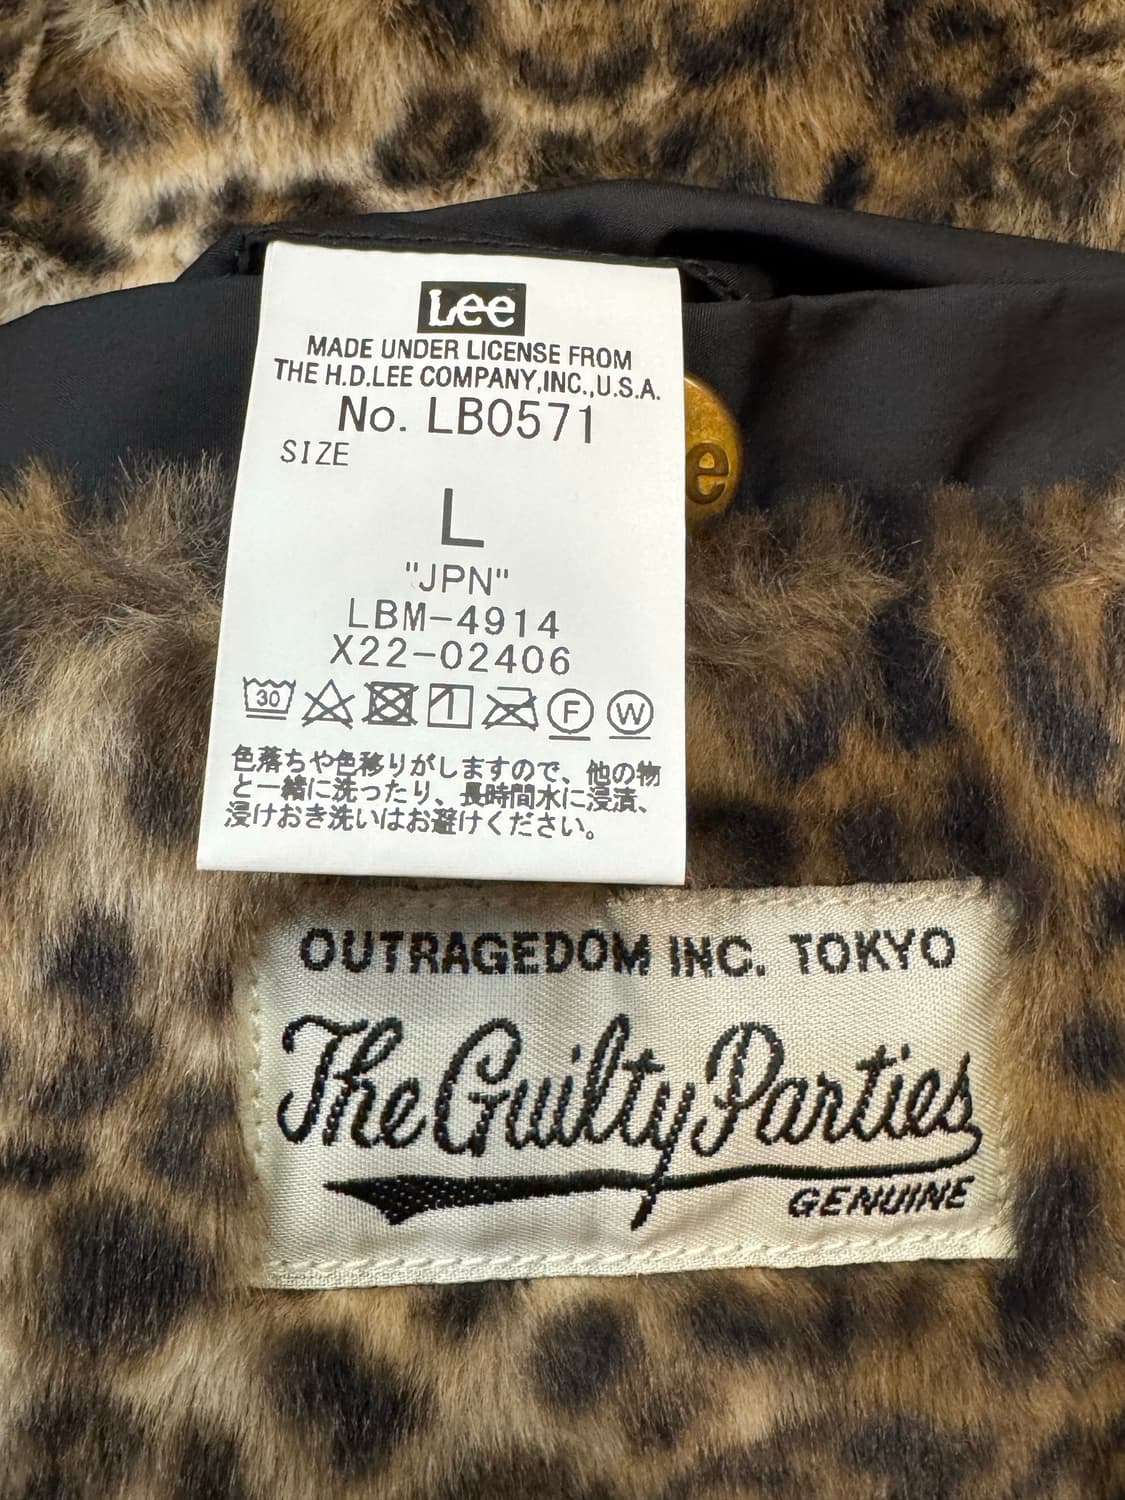 Lee
MADE UNDER LICENSE FROM
THE H.D.LEE COMPANY,INC.,U.S.A.
No. LB0571
SIZE
L
"JPN"
LBM-4914
X22-02406
30 F W
色落ちや色移りがしますので、他の物
と一緒に洗ったり、長時間水に浸漬、
浸けおき洗いはお避けください。
e
OUTRAGEDOM INC. TOKYO
The Guilty Parties
GENUINE